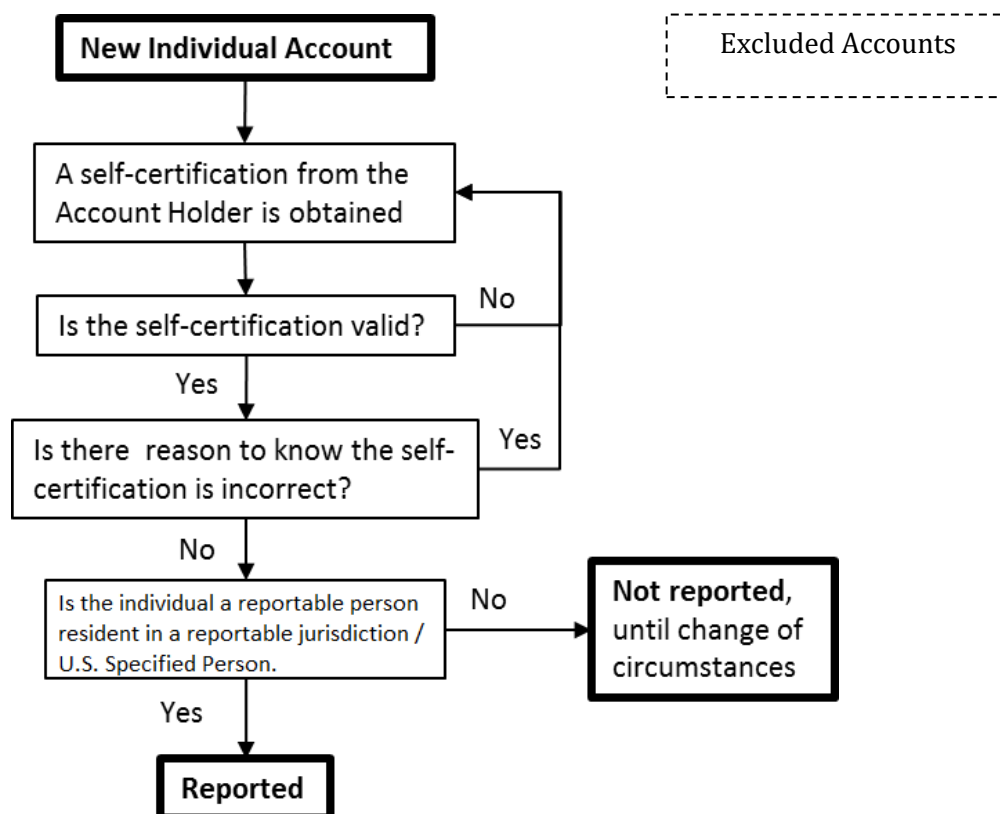 New Individual Account
Excluded Accounts
A self-certification from the
Account Holder is obtained
Is the self-certification valid?
No
Yes
Is there reason to know the self-
certification is incorrect?
Yes
No
Is the individual a reportable person
resident in a reportable jurisdiction /
U.S. Specified Person.
No
Not reported,
until change of
circumstances
Yes
Reported